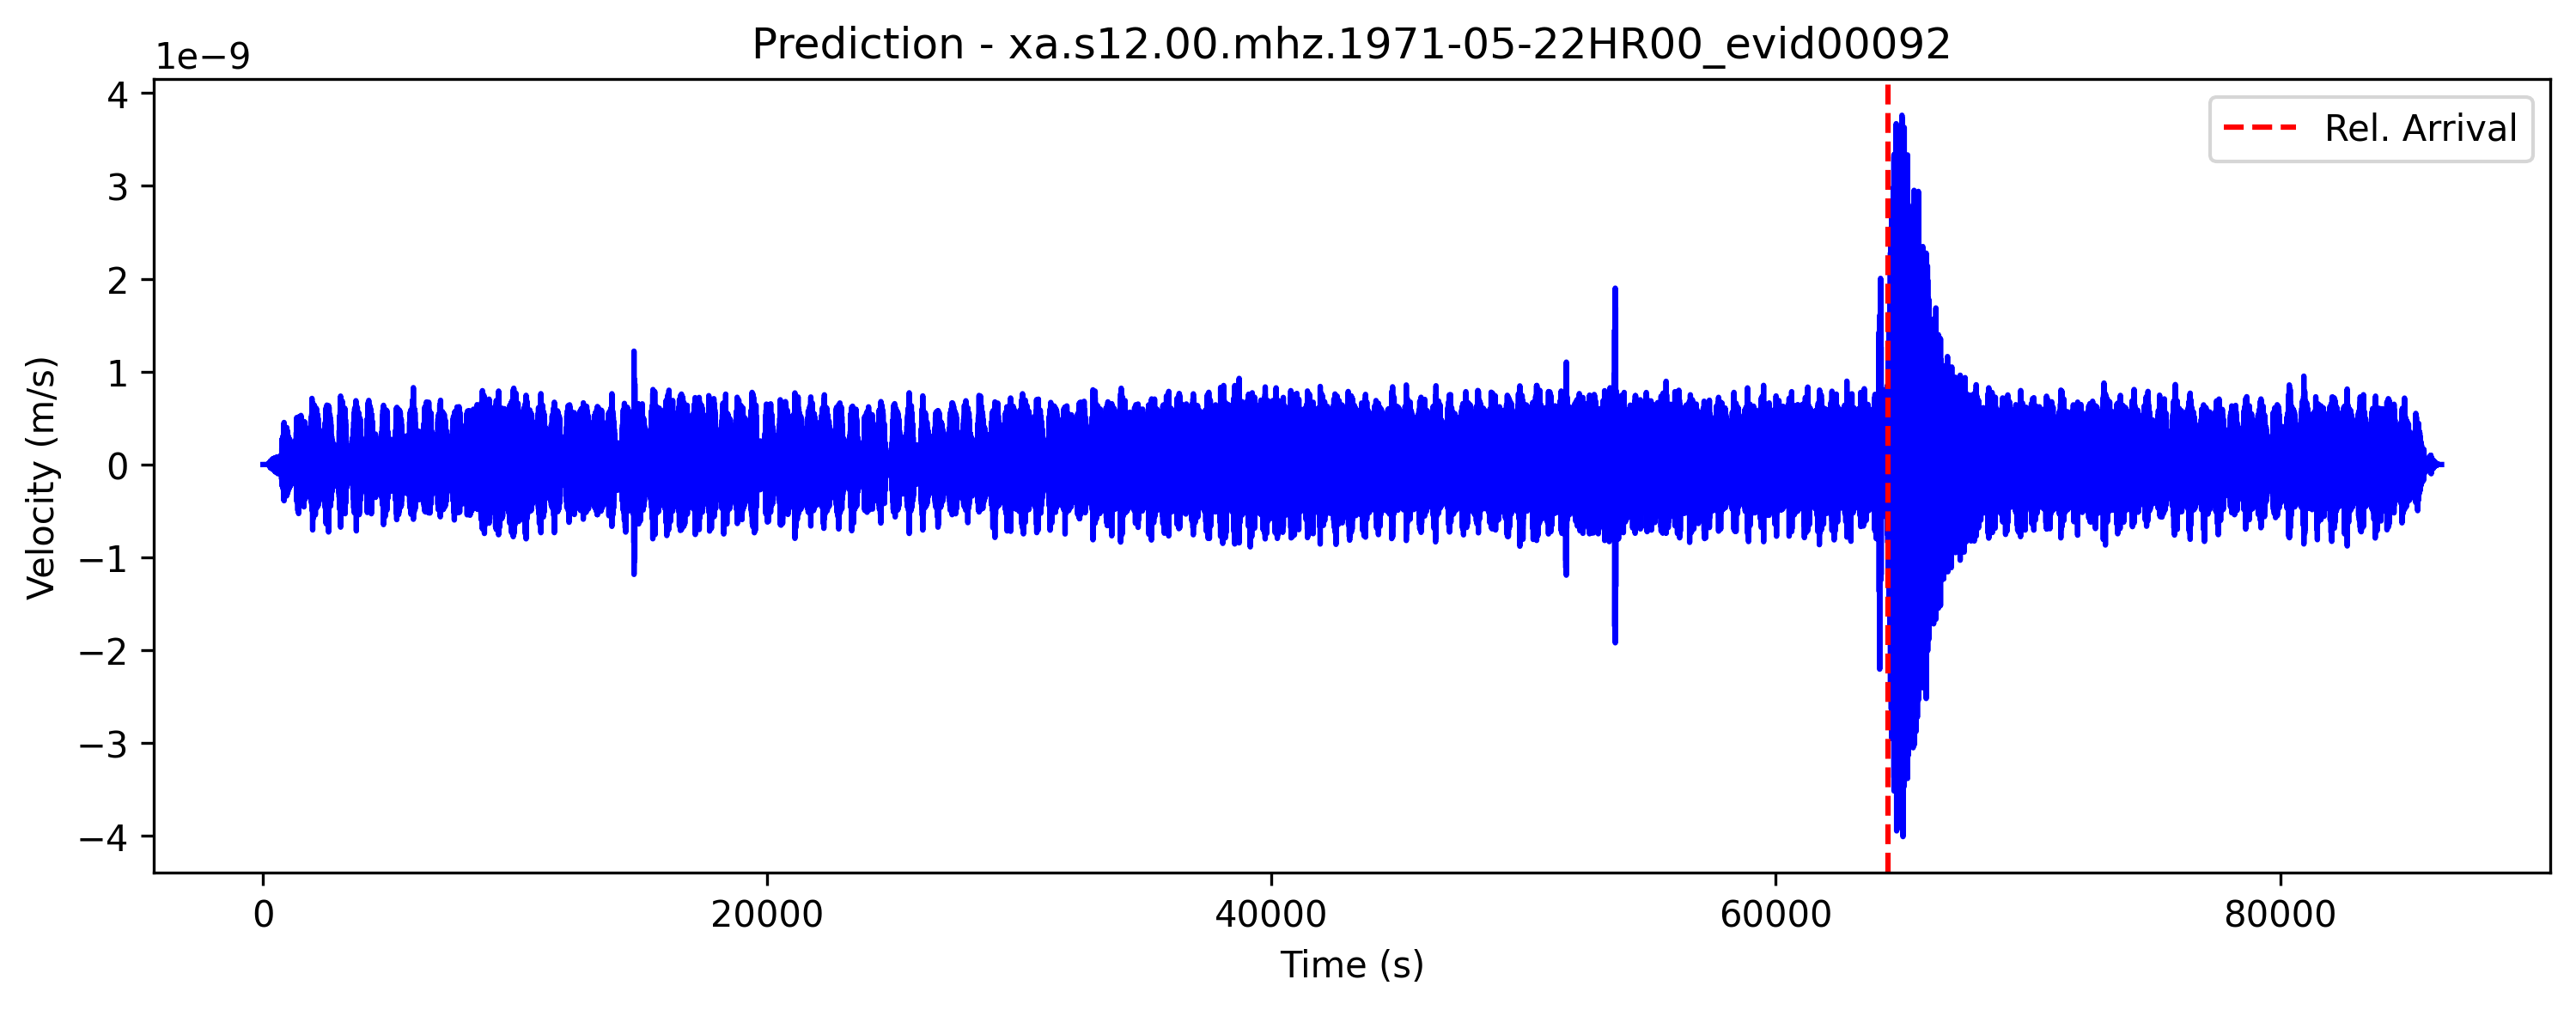 Prediction - xa.s12.00.mhz.1971-05-22HR00_evid00092
1e−9
Rel. Arrival
4
3
2
1
0
−1
−2
−3
−4
Velocity (m/s)
0 20000 40000 60000 80000
Time (s)